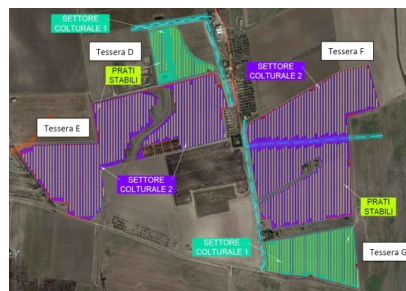 SETTORE
COLTURALE 1
Tessera D
SETTORE
COLTURALE 2
Tessera F
PRATI
STABILI
Tessera E
SETTORE
COLTURALE 2
PRATI
STABILI
SETTORE
COLTURALE 1
Tessera G